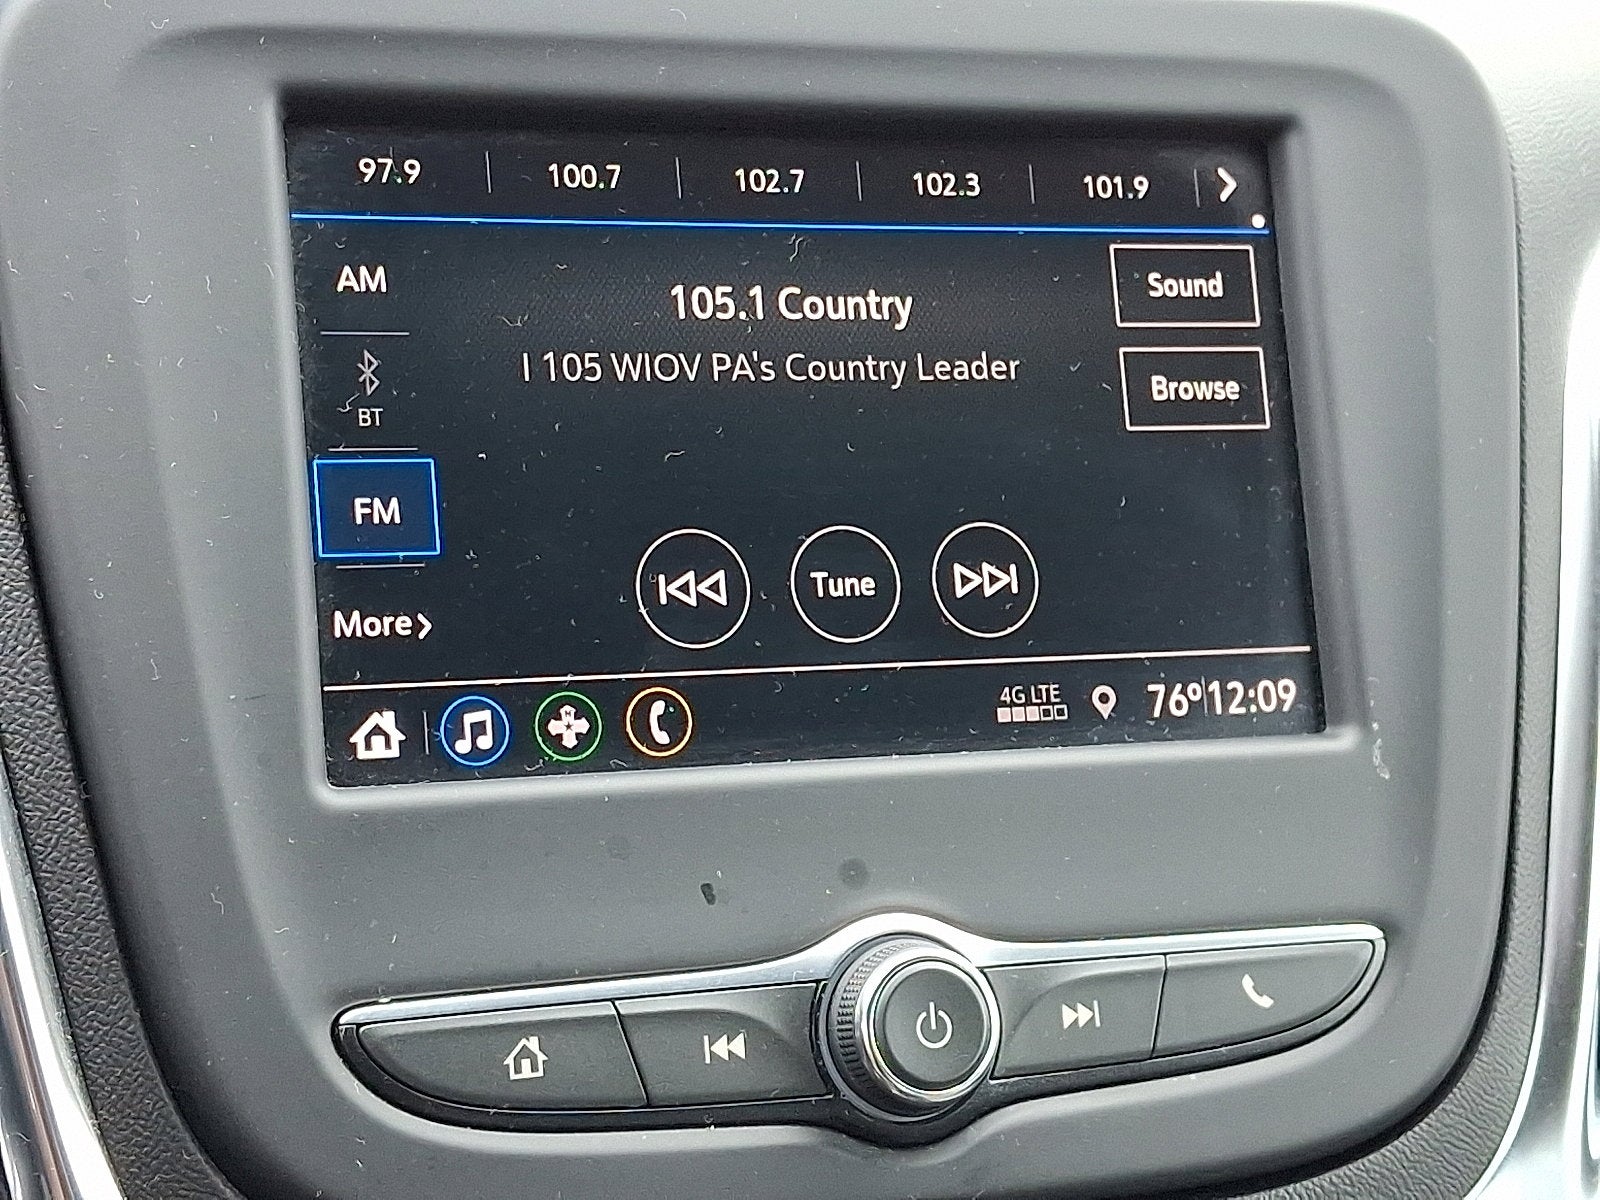 97.9 100.7 102.7 102.3 101.9
AM
Sound
105.1 Country
I 105 WIOV PA's Country Leader
BT
Browse
FM
Tune
More
4G LTE
76° 12:09